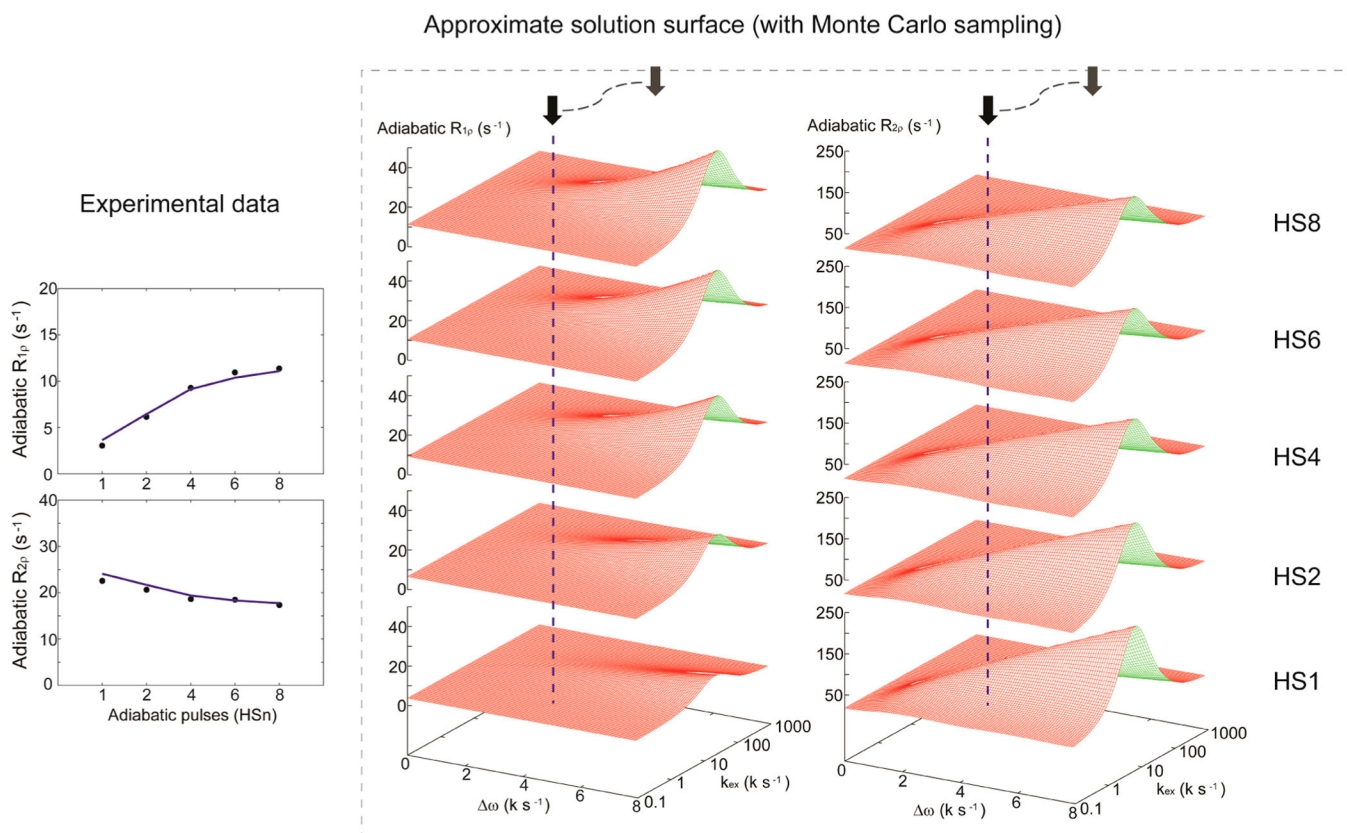 Approximate solution surface (with Monte Carlo sampling)
Experimental data
Adiabatic R1ρ (s-1)
20
15
10
5
0
1 2 4 6 8
Adiabatic R2ρ (s-1)
40
30
20
10
0
1 2 4 6 8
Adiabatic pulses (HSn)
Adiabatic R1ρ (s-1)
40
20
0
40
20
0
40
20
0
40
20
0
40
20
0
0 2 4 6 8
Δω (k s-1)
0.1 1 10 100 1000
kex (k s-1)
Adiabatic R2ρ (s-1)
250
150
50
250
150
50
250
150
50
250
150
50
250
150
50
0 2 4 6 8
Δω (k s-1)
0.1 1 10 100 1000
kex (k s-1)
HS8
HS6
HS4
HS2
HS1